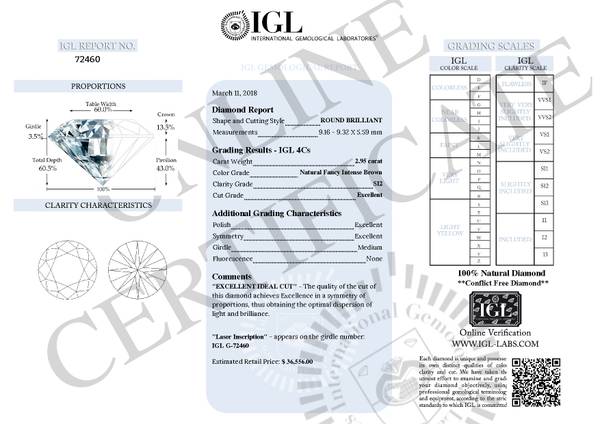 IGL REPORT NO.
72460
PROPORTIONS
Table Width
60.0%
Girdle
3.5%
Crown
13.3%
Total Depth
60.5%
Pavilion
43.0%
100%
CLARITY CHARACTERISTICS
IGL
INTERNATIONAL GEMOLOGICAL LABORATORIES
IGL GEMOLOGICAL REPORT
March 11, 2018
Diamond Report
Shape and Cutting Style ROUND BRILLIANT
Measurements 9.16 - 9.32 X 5.59 mm
Grading Results - IGL 4Cs
Carat Weight 2.95 carat
Color Grade Natural Fancy Intense Brown
Clarity Grade SI2
Cut Grade Excellent
Additional Grading Characteristics
Polish Excellent
Symmetry Excellent
Girdle Medium
Fluorescence None
Comments
"EXCELLENT IDEAL CUT" - The quality of the cut of
this diamond achieves Excellence in a symmetry of
proportions, thus obtaining the optimal dispersion of
light and brilliance.
"Laser Inscription" - appears on the girdle number:
IGL G-72460
Estimated Retail Price: $ 36,556.00
GRADING SCALES
IGL
COLOR SCALE
COLORLESS
NEAR
COLORLESS
FAINT
VERY
LIGHT
LIGHT
YELLOW
IGL
CLARITY SCALE
FLAWLESS
IF
VERY VERY
SLIGHTLY
VVS1
VVS2
VERY
SLIGHTLY
INCLUDED
VS1
VS2
SLIGHTLY
INCLUDED
SI1
SI2
SI3
INCLUDED
I1
I2
I3
100% Natural Diamond
**Conflict Free Diamond**
IGL
Online Verification
WWW.IGL-LABS.COM
Each diamond is unique and possesses
its own distinct qualities of color
clarity and cut. We have taken the
utmost effort to examine and grade
your diamond objectively, using
professional gemological terminology
and equipment, according to the strict
standards to which IGL is committed
ONLINE
CERTIFICATE